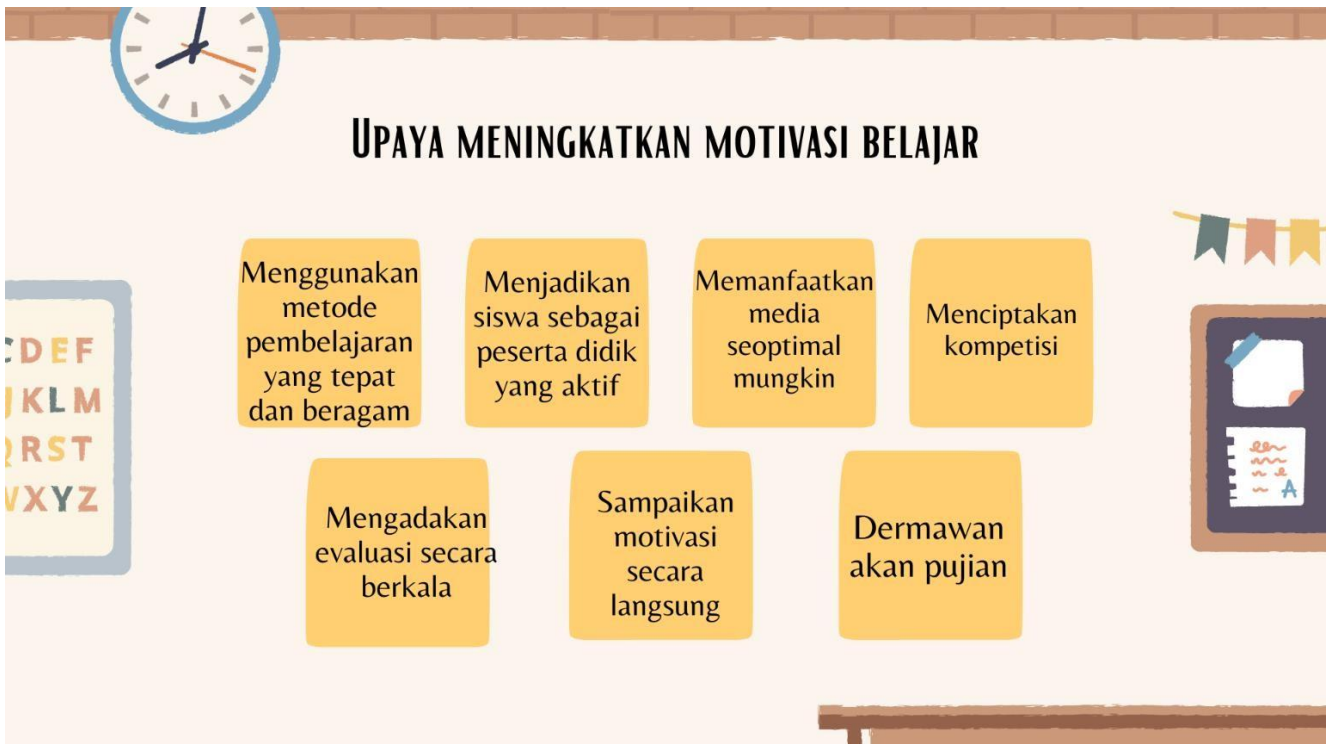 UPAYA MENINGKATKAN MOTIVASI BELAJAR
Menggunakan
metode
pembelajaran
yang tepat
dan beragam
Menjadikan
siswa sebagai
peserta didik
yang aktif
Memanfaatkan
media
seoptimal
mungkin
Menciptakan
kompetisi
Mengadakan
evaluasi secara
berkala
Sampaikan
motivasi
secara
langsung
Dermawan
akan pujian
CDEF
JKLM
QRST
WXYZ
A